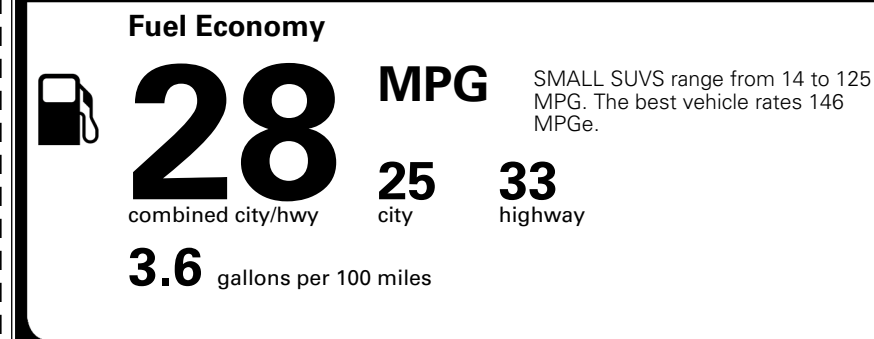 Fuel Economy
28 MPG
SMALL SUVS range from 14 to 125
MPG. The best vehicle rates 146
MPGe.
combined city/hwy
25
city
33
highway
3.6 gallons per 100 miles